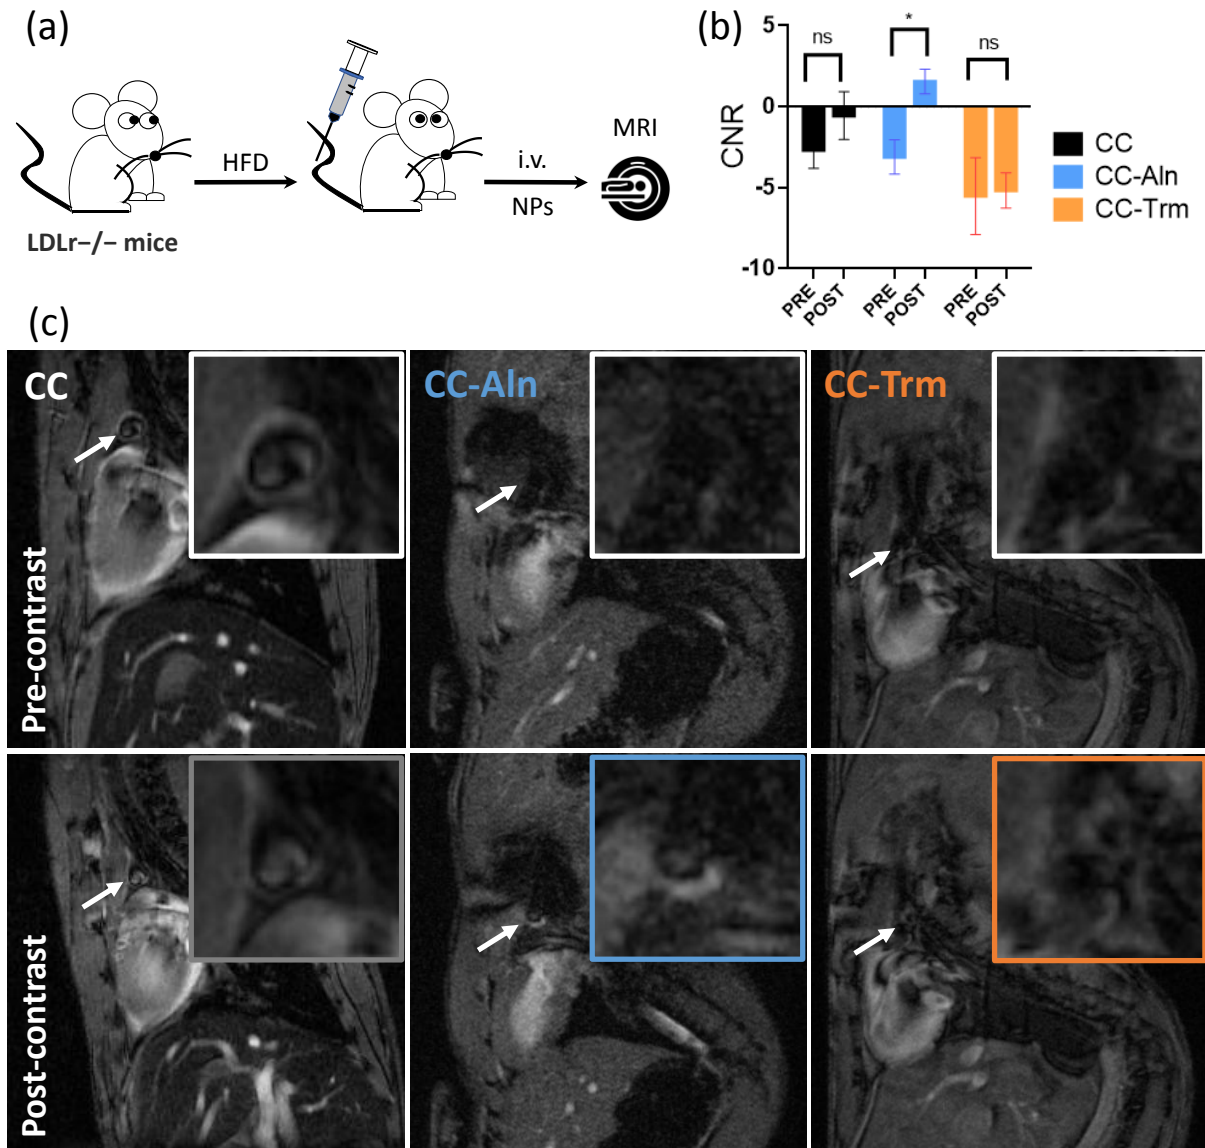 (a)
LDLr−/− mice
HFD
i.v.
NPs
MRI
(b)
CNR
5
0
-5
-10
ns
*
ns
PRE
POST
PRE
POST
PRE
POST
CC
CC-Aln
CC-Trm
(c)
CC
CC-Aln
CC-Trm
Pre-contrast
Post-contrast